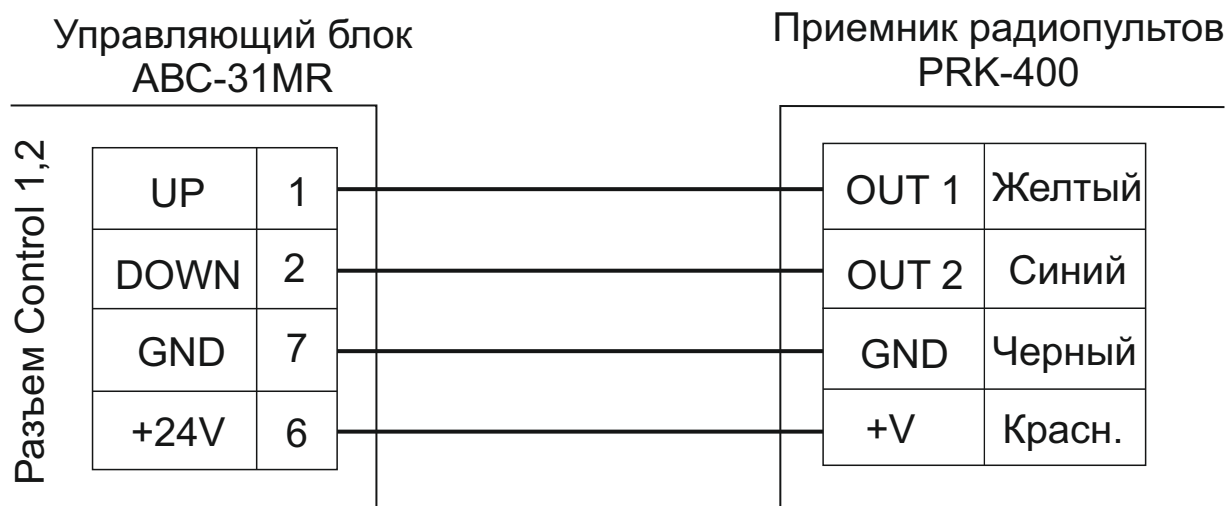 Управляющий блок
ABC-31MR
Приемник радиопультов
PRK-400
Разъем Control 1,2
UP 1
DOWN 2
GND 7
+24V 6
OUT 1 Желтый
OUT 2 Синий
GND Черный
+V Красн.